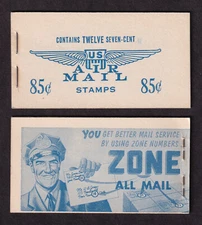 CONTAINS TWELVE SEVEN-CENT
US
AIR
MAIL
85¢ STAMPS 85¢
YOU GET BETTER MAIL SERVICE
BY USING ZONE NUMBERS
ZONE
ALL MAIL